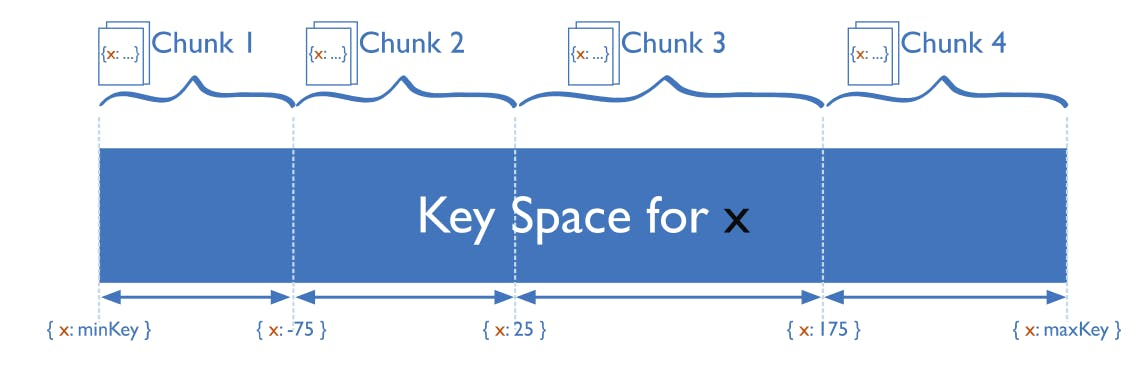 {x: ...} Chunk 1
{x: ...} Chunk 2
{x: ...} Chunk 3
{x: ...} Chunk 4
Key Space for x
{ x: minKey }
{ x: -75 }
{ x: 25 }
{ x: 175 }
{ x: maxKey }